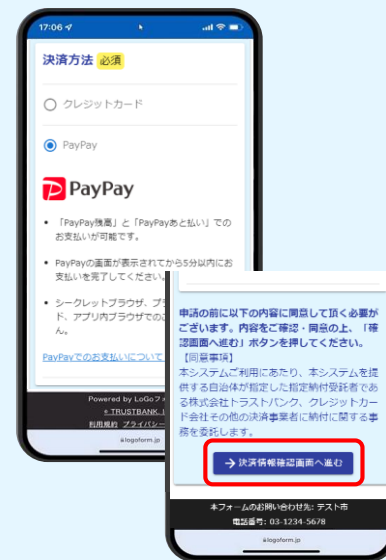 17:06
決済方法 必須
クレジットカード
PayPay
PayPay
• 「PayPay残高」と「PayPayあと払い」での
お支払いが可能です。
• PayPayの画面が表示されてから5分以内にお
支払いを完了してください。
• シークレットブラウザ、プラ
ド、アプリ内ブラウザでのご
ん。
PayPayでのお支払いについて
Powered by LoGoフォ
TRUSTBANK, I
利用規約 プライバシー
logoform.jp
申請の前に以下の内容に同意して頂く必要が
ございます。内容をご確認・同意の上、「確
認画面へ進む」ボタンを押してください。
【同意事項】
本システムご利用にあたり、本システムを提
供する自治体が指定した指定納付受託者であ
る株式会社トラストバンク、クレジットカー
ド会社その他の決済事業者に納付に関する事
務を委託します。
→ 決済情報確認画面へ進む
本フォームのお問い合わせ先: テスト市
電話番号: 03-1234-5678
logoform.jp